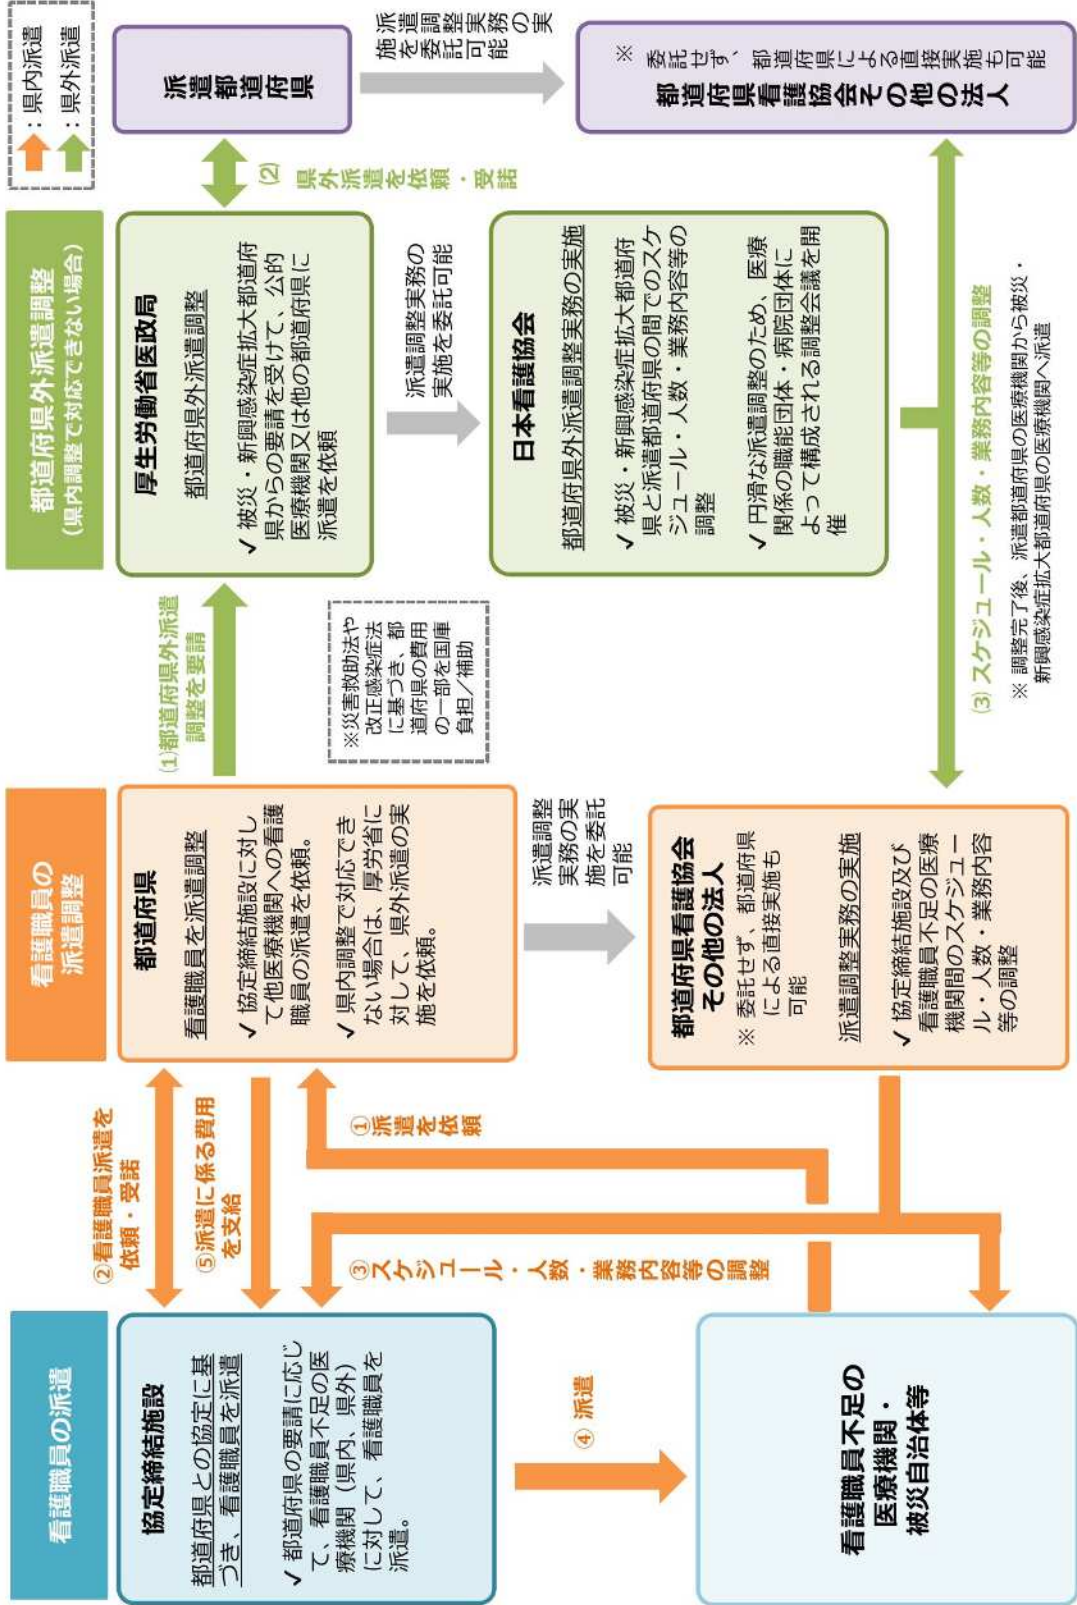 看護職員の派遣
協定締結施設
都道府県との協定に基
づき、看護職員を派遣
✓ 都道府県の要請に応じ
て、看護職員不足の医
療機関（県内、県外）
に対して、看護職員を
派遣。
④ 派遣
看護職員不足の
医療機関・
被災自治体等
②看護職員派遣を
依頼・受諾
⑤派遣に係る費用
を支給
①派遣を依頼
③スケジュール・人数・業務内容等の調整
看護職員の
派遣調整
都道府県
看護職員を派遣調整
✓ 協定締結施設に対し
て他医療機関への看護
職員の派遣を依頼。
✓ 県内調整で対応でき
ない場合は、厚労省に
対して、県外派遣の実
施を依頼。
派遣調整
実務の実
施を委託
可能
都道府県看護協会
その他の法人
※ 委託せず、都道府県
による直接実施も
可能
派遣調整実務の実施
✓ 協定締結施設及び
看護職員不足の医療
機関間のスケジュー
ル・人数・業務内容
等の調整
(1)都道府県外派遣
調整を要請
※災害救助法や
改正感染症法
に基づき、都
道府県の費用
の一部を国庫
負担／補助
都道府県外派遣調整
(県内調整で対応できない場合)
厚生労働省医政局
都道府県外派遣調整
✓ 被災・新興感染症拡大都道府
県からの要請を受けて、公的
医療機関又は他の都道府県に
派遣を依頼
派遣調整実務の
実施を委託可能
日本看護協会
都道府県外派遣調整実務の実施
✓ 被災・新興感染症拡大都道府
県と派遣都道府県の間でのスケ
ジュール・人数・業務内容等の
調整
✓ 円滑な派遣調整のため、医療
関係の職能団体・病院団体に
よって構成される調整会議を開
催
(2)
県外派遣を依頼・受諾
(3) スケジュール・人数・業務内容等の調整
※ 調整完了後、派遣都道府県の医療機関から被災・
新興感染症拡大都道府県の医療機関へ派遣
：県内派遣
：県外派遣
派遣都道府県
派遣調整実務の実
施を委託可能
※ 委託せず、都道府県による直接実施も可能
都道府県看護協会その他の法人